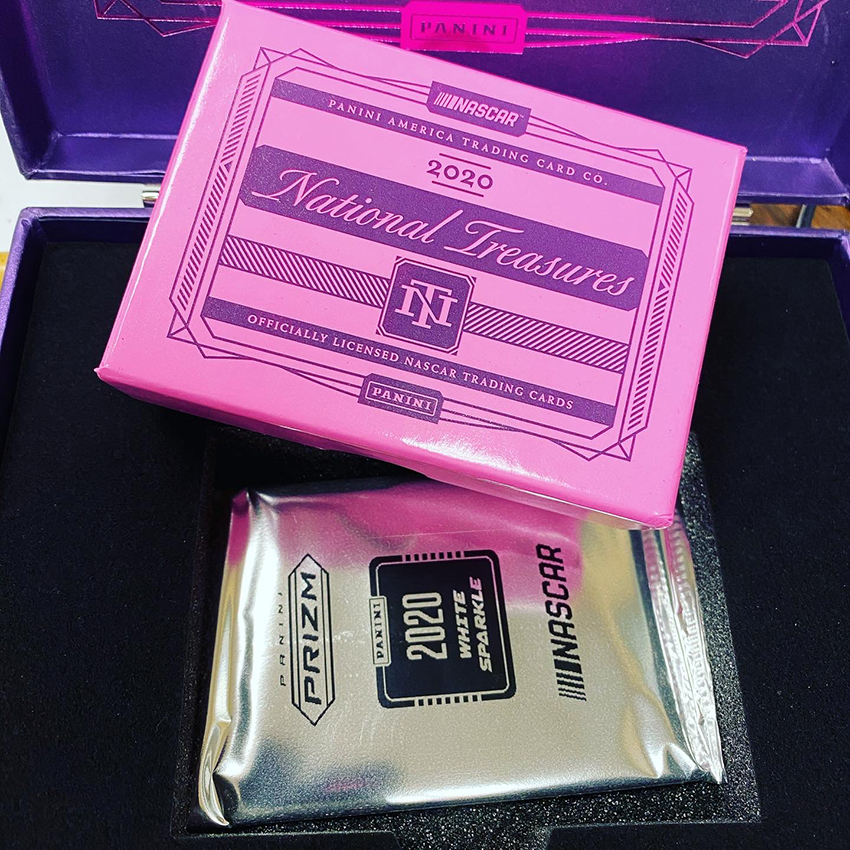 PANINI
NASCAR
PANINI AMERICA TRADING CARD CO.
2020
National Treasures
NT
OFFICIALLY LICENSED NASCAR TRADING CARDS
PANINI
PANINI
PRIZM
PANINI
2020
WHITE
SPARKLE
NASCAR